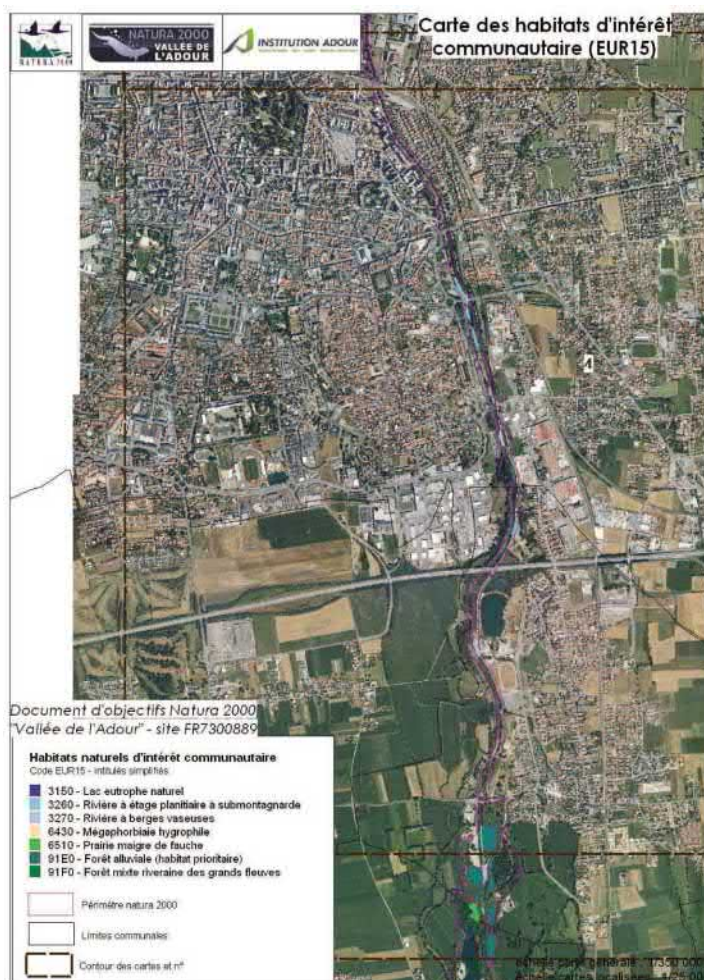 NATURA 2000
NATURA 2000
VALLÉE DE
L'ADOUR
INSTITUTION ADOUR
Carte des habitats d'intérêt
communautaire (EUR15)
4
Document d'objectifs Natura 2000
"Vallée de l'Adour" - site FR7300889
Habitats naturels d'intérêt communautaire
Code EUR15 - intitulés simplifiés
3150 - Lac eutrophe naturel
3260 - Rivière à étage planitiaire à submontagnarde
3270 - Rivière à berges vaseuses
6430 - Mégaphorbiaie hygrophile
6510 - Prairie maigre de fauche
91E0 - Forêt alluviale (habitat prioritaire)
91F0 - Forêt mixte riveraine des grands fleuves
Périmètre natura 2000
Limites communales
Contour des cartes et n°